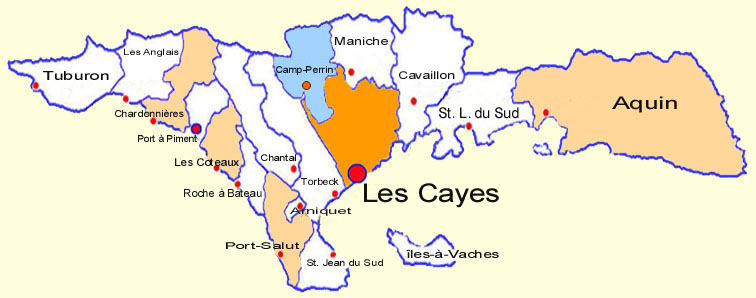 Maniche
Les Anglais
Tuburon
Camp-Perrin
Cavaillon
Aquin
St. L. du Sud
Chardonnières
Port à Piment
Chantal
Les Coteaux
Torbeck
Roche à Bateau
Les Cayes
Arniquet
Port-Salut
îles-à-Vaches
St. Jean du Sud